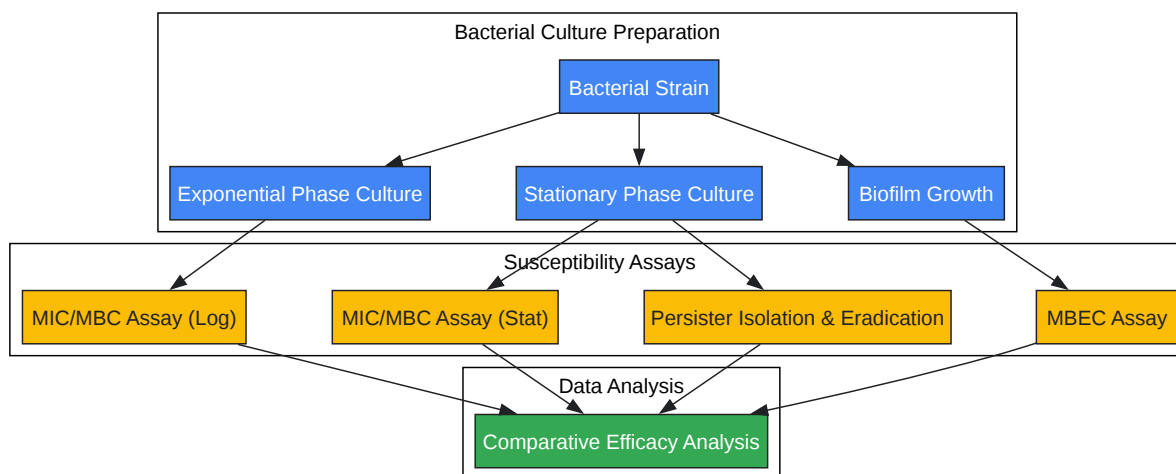 Bacterial Culture Preparation
Bacterial Strain
Exponential Phase Culture
Stationary Phase Culture
Biofilm Growth
Susceptibility Assays
MIC/MBC Assay (Log)
MIC/MBC Assay (Stat)
Persister Isolation & Eradication
MBEC Assay
Data Analysis
Comparative Efficacy Analysis